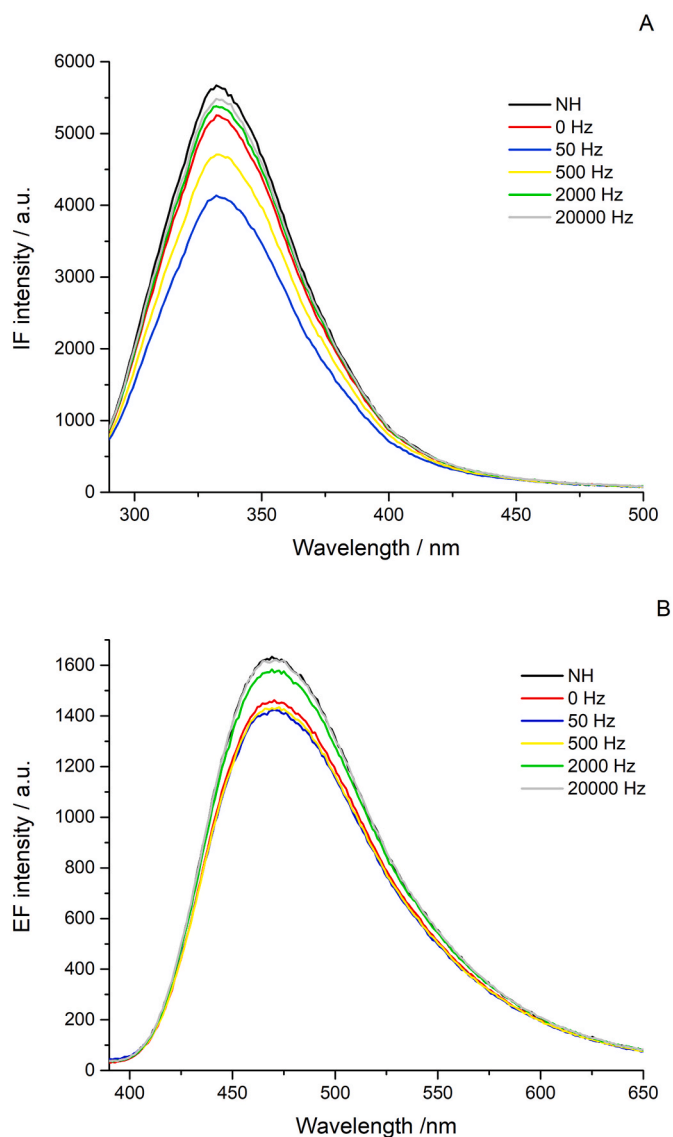 A
6000
5000
4000
3000
2000
1000
0
IF intensity / a.u.
NH
0 Hz
50 Hz
500 Hz
2000 Hz
20000 Hz
300
350
400
450
500
Wavelength / nm
B
1600
1400
1200
1000
800
600
400
200
0
EF intensity / a.u.
NH
0 Hz
50 Hz
500 Hz
2000 Hz
20000 Hz
400
450
500
550
600
650
Wavelength /nm